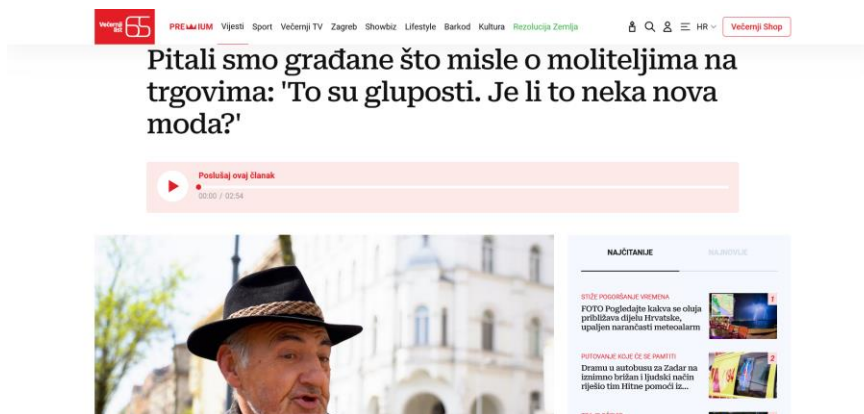 Večernji list 65
PREMIUM Vijesti Sport Večernji TV Zagreb Showbiz Lifestyle Barkod Kultura Rezolucija Zemlja HR Večernji Shop
Pitali smo građane što misle o moliteljima na
trgovima: 'To su gluposti. Je li to neka nova
moda?'
Poslušaj ovaj članak
00:00 / 02:54
NAJČITANIJE NAJNOVIJE
STIŽE POGORŠANJE VREMENA
FOTO Pogledajte kakva se oluja
približava dijelu Hrvatske,
upaljen narančasti meteoalarm
1
PUTOVANJE KOJE ĆE SE PAMTITI
Dramu u autobusu za Zadar na
iznimno brižan i ljudski način
riješio tim Hitne pomoći iz...
2